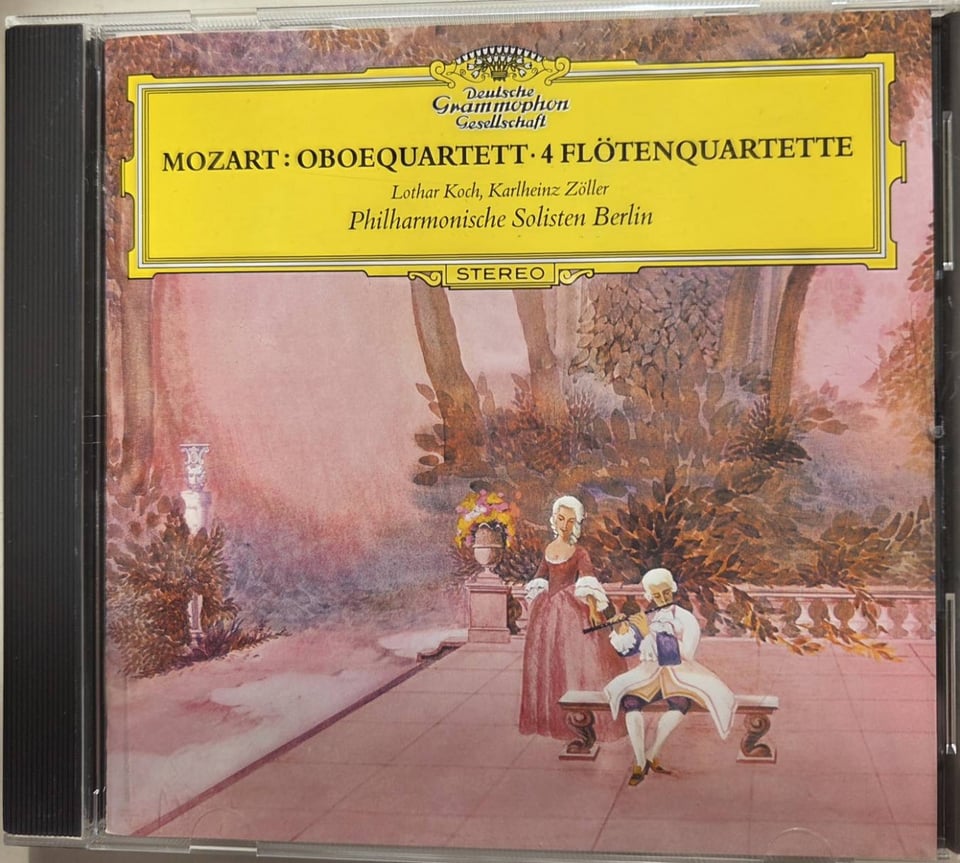 Deutsche
Grammophon
Gesellschaft
MOZART: OBOEQUARTETT · 4 FLÖTENQUARTETTE
Lothar Koch, Karlheinz Zöller
Philharmonische Solisten Berlin
STEREO